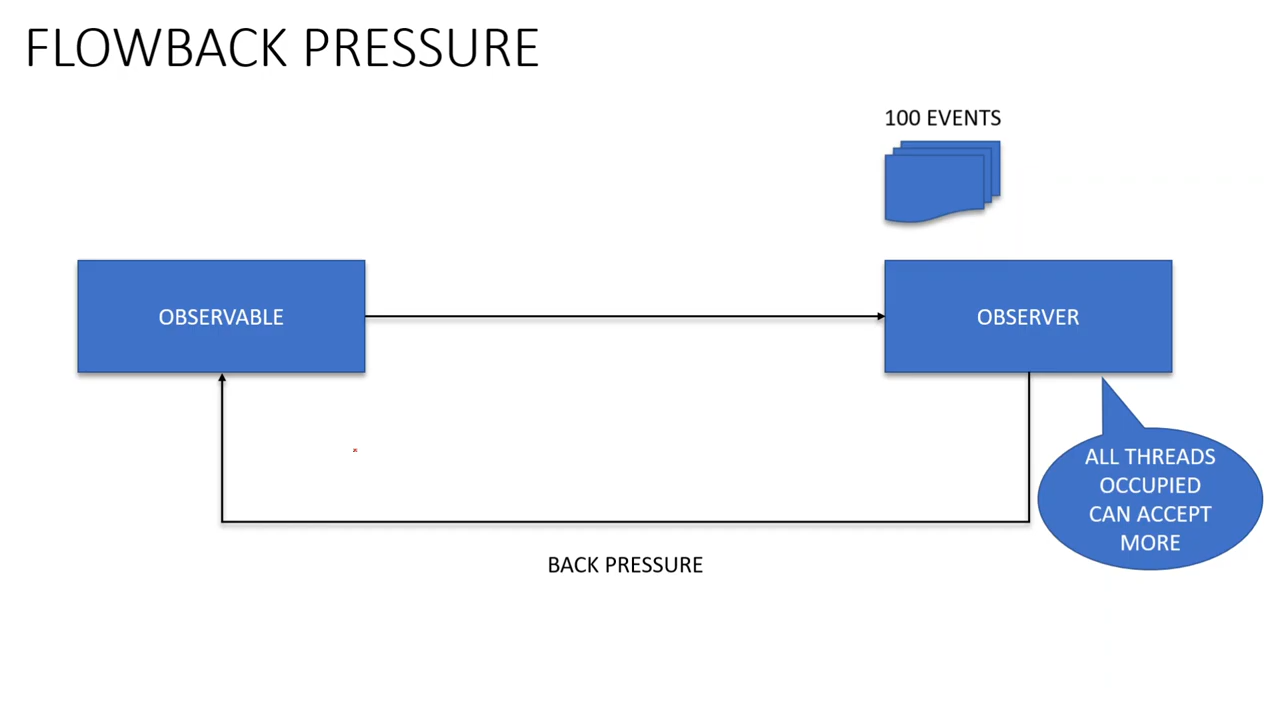 FLOWBACK PRESSURE
100 EVENTS
OBSERVABLE
OBSERVER
ALL THREADS
OCCUPIED
CAN ACCEPT
MORE
BACK PRESSURE